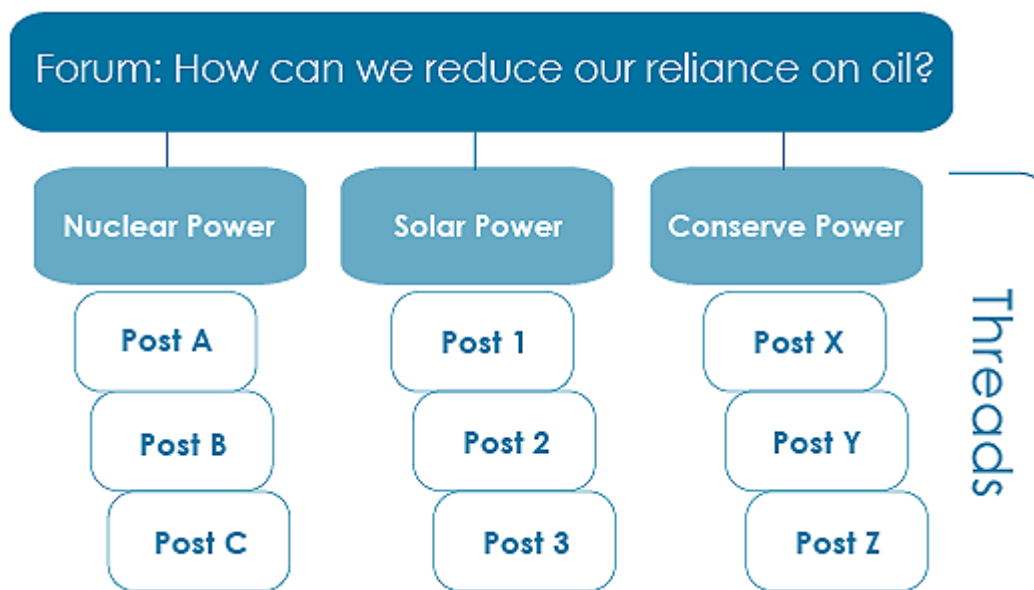 Forum: How can we reduce our reliance on oil?
Nuclear Power
Solar Power
Conserve Power
Post A
Post 1
Post X
Post B
Post 2
Post Y
Post C
Post 3
Post Z
Threads